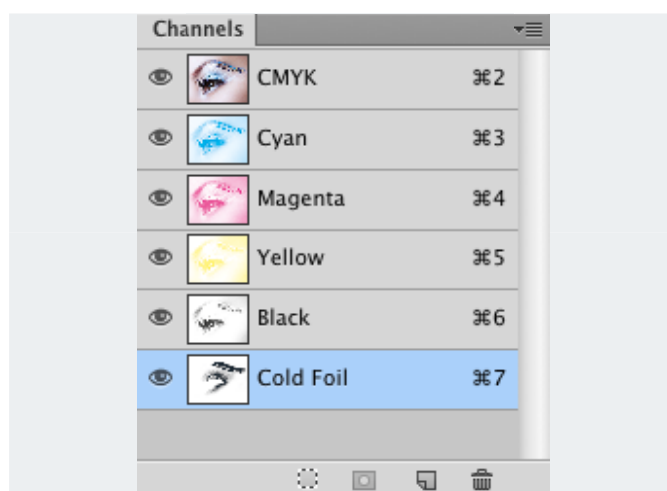 Channels
CMYK ⌘2
Cyan ⌘3
Magenta ⌘4
Yellow ⌘5
Black ⌘6
Cold Foil ⌘7